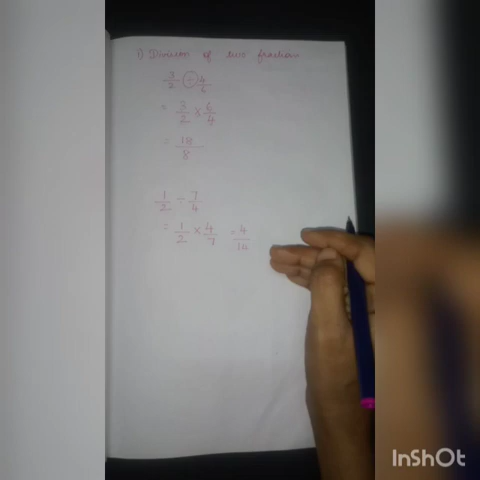 1) Division of two fraction
3/2 ÷ 4/6
= 3/2 × 6/4
= 18/8
1/2 ÷ 7/4
= 1/2 × 4/7 = 4/14
InShOt